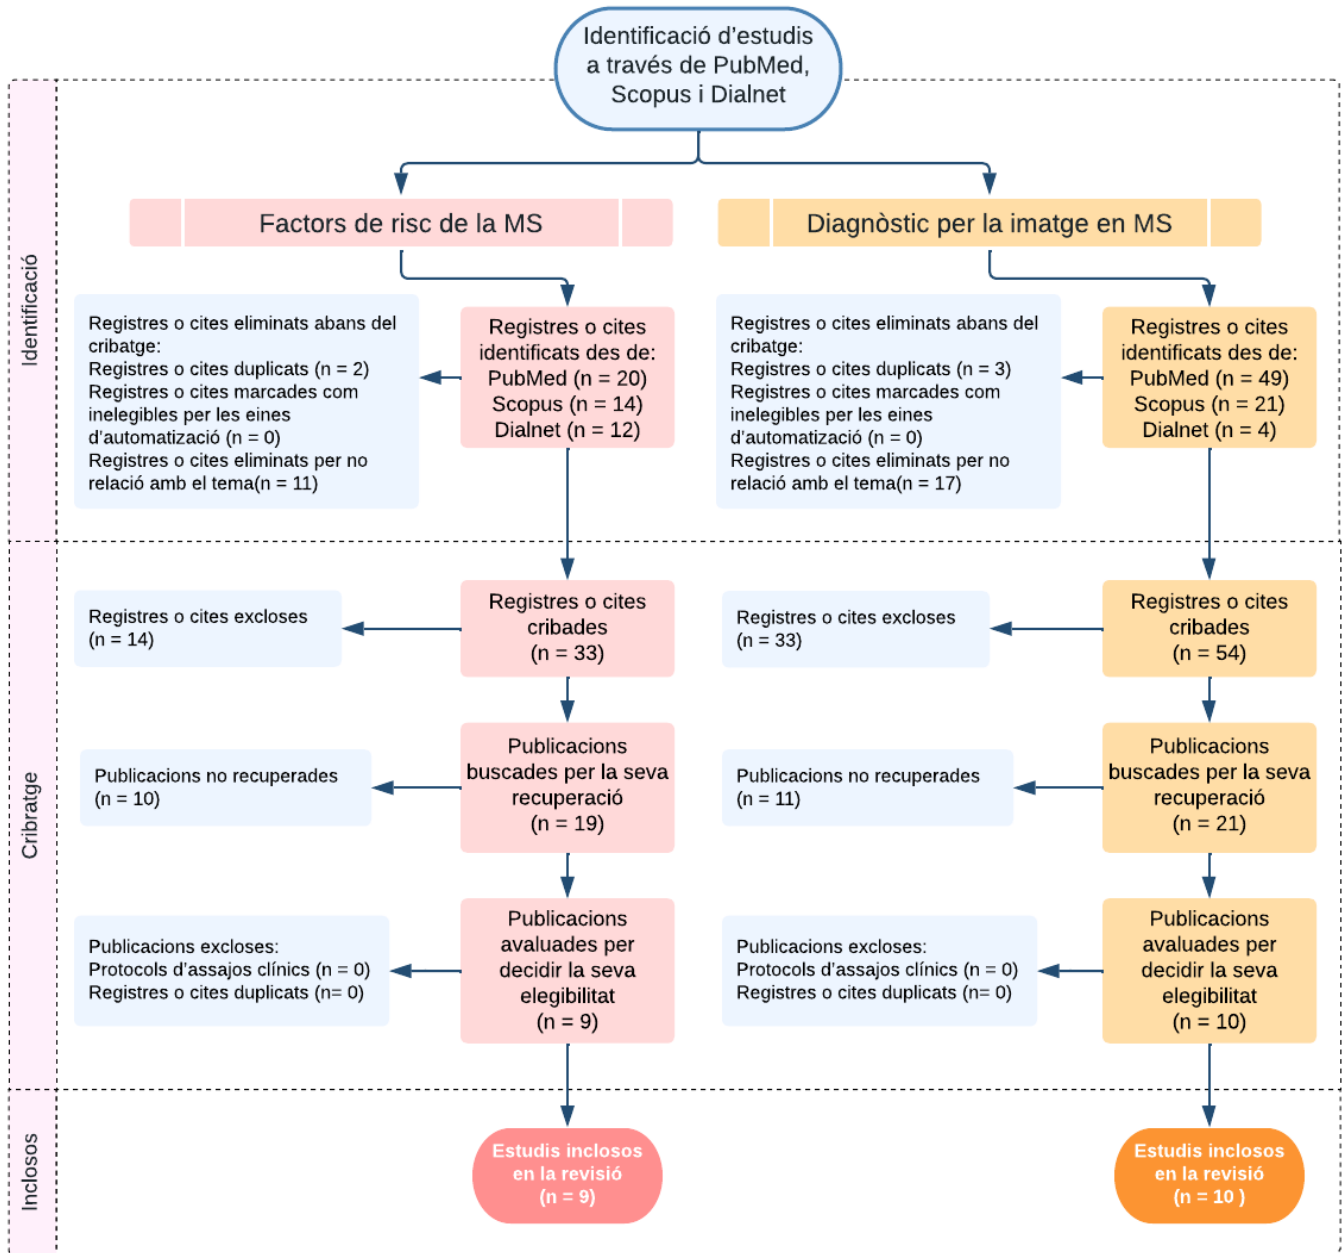 Identificació d’estudis
a través de PubMed,
Scopus i Dialnet
Identificació
Factors de risc de la MS
Diagnòstic per la imatge en MS
Registres o cites eliminats abans del
cribatge:
Registres o cites duplicats (n = 2)
Registres o cites marcades com
inelegibles per les eines
d’automatizació (n = 0)
Registres o cites eliminats per no
relació amb el tema(n = 11)
Registres o cites
identificats des de:
PubMed (n = 20)
Scopus (n = 14)
Dialnet (n = 12)
Registres o cites eliminats abans del
cribatge:
Registres o cites duplicats (n = 3)
Registres o cites marcades com
inelegibles per les eines
d’automatizació (n = 0)
Registres o cites eliminats per no
relació amb el tema(n = 17)
Registres o cites
identificats des de:
PubMed (n = 49)
Scopus (n = 21)
Dialnet (n = 4)
Cribratge
Registres o cites excloses
(n = 14)
Registres o cites
cribades
(n = 33)
Registres o cites excloses
(n = 33)
Registres o cites
cribades
(n = 54)
Publicacions no recuperades
(n = 10)
Publicacions
buscades per la seva
recuperació
(n = 19)
Publicacions no recuperades
(n = 11)
Publicacions
buscades per la seva
recuperació
(n = 21)
Publicacions excloses:
Protocols d’assajos clínics (n = 0)
Registres o cites duplicats (n= 0)
Publicacions
avaluades per
decidir la seva
elegibilitat
(n = 9)
Publicacions excloses:
Protocols d’assajos clínics (n = 0)
Registres o cites duplicats (n= 0)
Publicacions
avaluades per
decidir la seva
elegibilitat
(n = 10)
Inclosos
Estudis inclosos
en la revisió
(n = 9)
Estudis inclosos
en la revisió
(n = 10 )